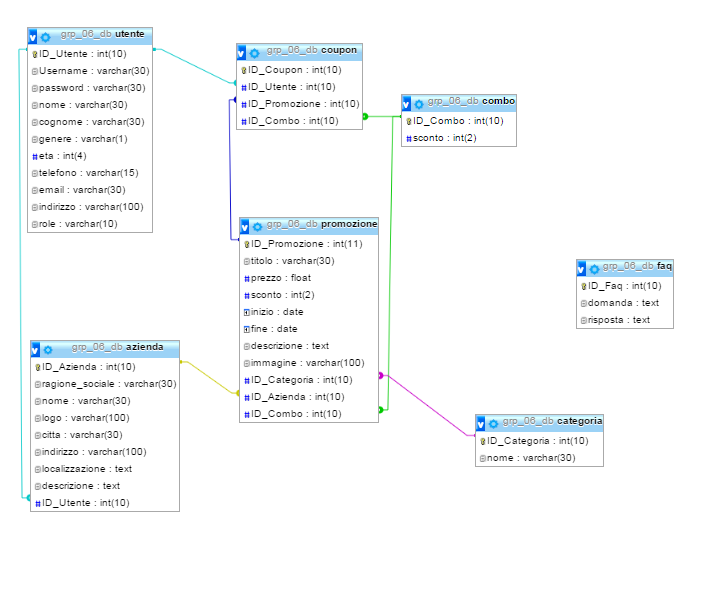 grp_06_db utente
ID_Utente : int(10)
Username : varchar(30)
password : varchar(30)
nome : varchar(30)
cognome : varchar(30)
genere : varchar(1)
eta : int(4)
telefono : varchar(15)
email : varchar(30)
indirizzo : varchar(100)
role : varchar(10)
grp_06_db coupon
ID_Coupon : int(10)
ID_Utente : int(10)
ID_Promozione : int(10)
ID_Combo : int(10)
grp_06_db combo
ID_Combo : int(10)
sconto : int(2)
grp_06_db promozione
ID_Promozione : int(11)
titolo : varchar(30)
prezzo : float
sconto : int(2)
inizio : date
fine : date
descrizione : text
immagine : varchar(100)
ID_Categoria : int(10)
ID_Azienda : int(10)
ID_Combo : int(10)
grp_06_db faq
ID_Faq : int(10)
domanda : text
risposta : text
grp_06_db azienda
ID_Azienda : int(10)
ragione_sociale : varchar(30)
nome : varchar(30)
logo : varchar(100)
citta : varchar(30)
indirizzo : varchar(100)
localizzazione : text
descrizione : text
ID_Utente : int(10)
grp_06_db categoria
ID_Categoria : int(10)
nome : varchar(30)